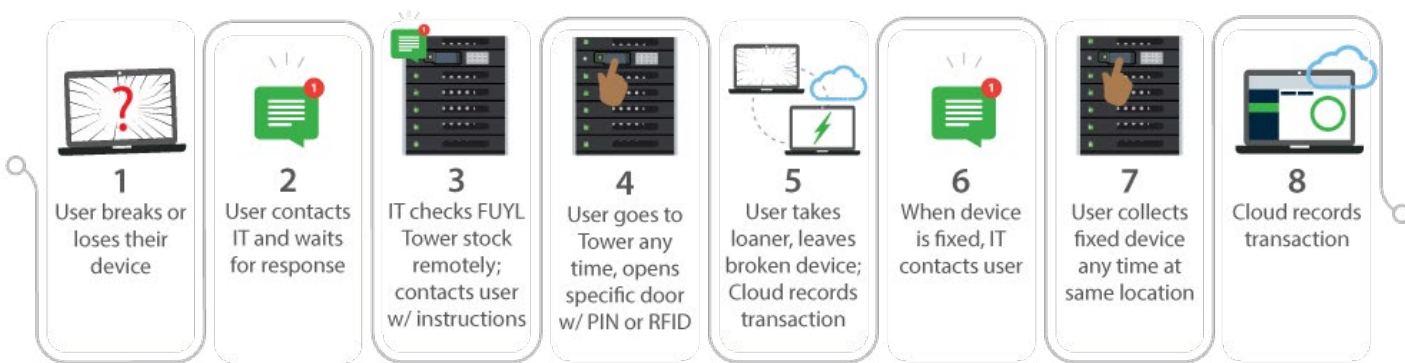 ?
1
User breaks or
loses their
device
1
2
User contacts
IT and waits
for response
1
3
IT checks FUYL
Tower stock
remotely;
contacts user
w/ instructions
4
User goes to
Tower any
time, opens
specific door
w/ PIN or RFID
5
User takes
loaner, leaves
broken device;
Cloud records
transaction
1
6
When device
is fixed, IT
contacts user
7
User collects
fixed device
any time at
same location
8
Cloud records
transaction